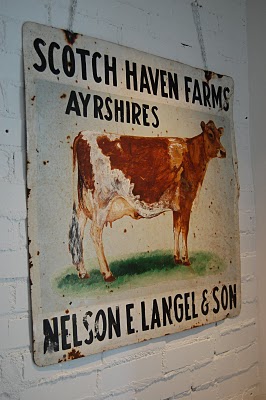 SCOTCH HAVEN FARMS
AYRSHIRES
NELSON E. LANGEL & SON